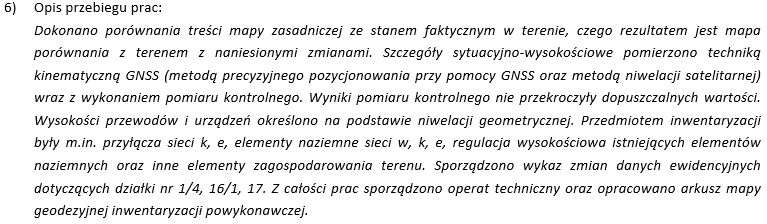 6) Opis przebiegu prac:
Dokonano porównania treści mapy zasadniczej ze stanem faktycznym w terenie, czego rezultatem jest mapa
porównania z terenem z naniesionymi zmianami. Szczegóły sytuacyjno-wysokościowe pomierzono techniką
kinematyczną GNSS (metodą precyzyjnego pozycjonowania przy pomocy GNSS oraz metodą niwelacji satelitarnej)
wraz z wykonaniem pomiaru kontrolnego. Wyniki pomiaru kontrolnego nie przekroczyły dopuszczalnych wartości.
Wysokości przewodów i urządzeń określono na podstawie niwelacji geometrycznej. Przedmiotem inwentaryzacji
były m.in. przyłącza sieci k, e, elementy naziemne sieci w, k, e, regulacja wysokościowa istniejących elementów
naziemnych oraz inne elementy zagospodarowania terenu. Sporządzono wykaz zmian danych ewidencyjnych
dotyczących działki nr 1/4, 16/1, 17. Z całości prac sporządzono operat techniczny oraz opracowano arkusz mapy
geodezyjnej inwentaryzacji powykonawczej.